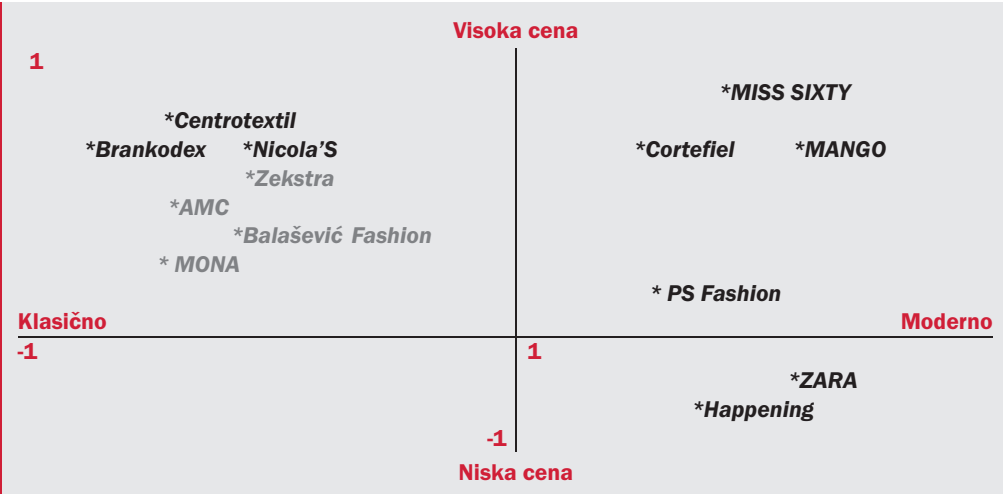 Visoka cena
1
*MISS SIXTY
*Centrotextil
*Brankodex *Nicola'S *Cortefiel *MANGO
*Zekstra
*AMC
*Balašević Fashion
* MONA
* PS Fashion
Klasično Moderno
-1 1
*ZARA
*Happening
-1
Niska cena